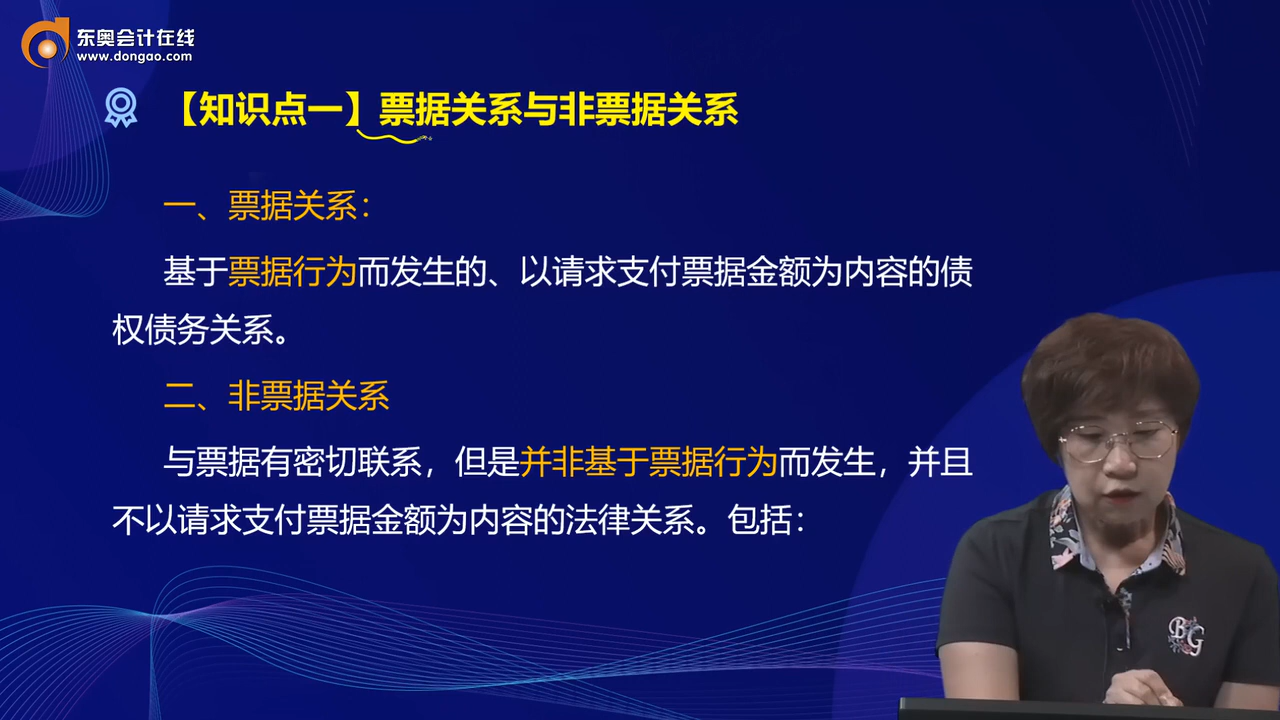 东奥会计在线
www.dongao.com
【知识点一】票据关系与非票据关系
一、票据关系：
基于票据行为而发生的、以请求支付票据金额为内容的债
权债务关系。
二、非票据关系
与票据有密切联系，但是并非基于票据行为而发生，并且
不以请求支付票据金额为内容的法律关系。包括：
BG